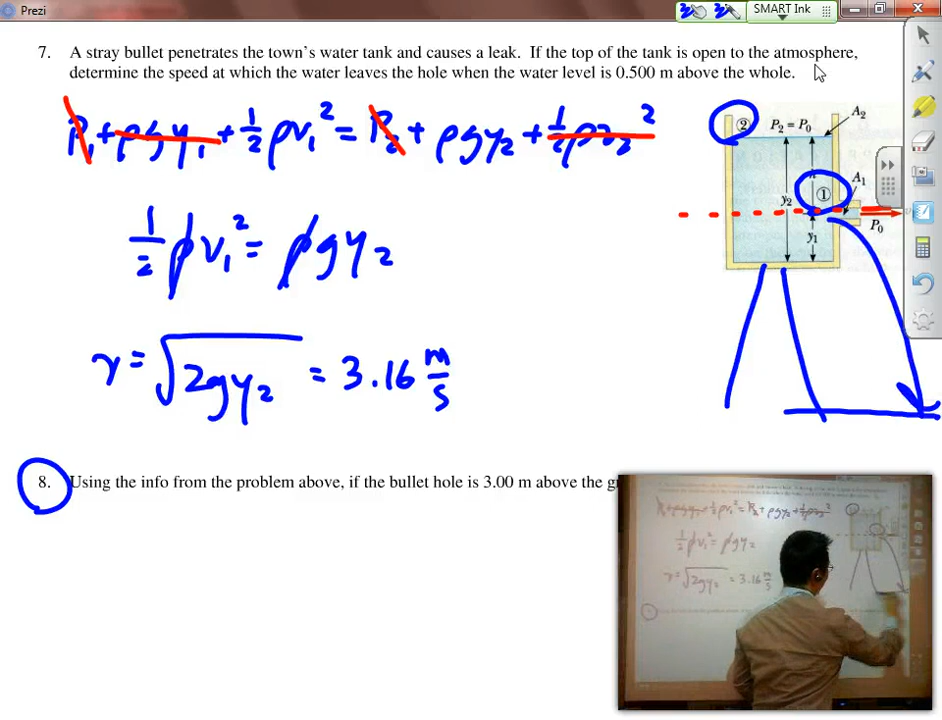 Prezi
SMART Ink
7. A stray bullet penetrates the town's water tank and causes a leak. If the top of the tank is open to the atmosphere,
determine the speed at which the water leaves the hole when the water level is 0.500 m above the whole.
P₁ + ρgy₁ + ½ρv₁² = P₂ + ρgy₂ + ½ρv₂²
② P₂ = P₀ A₂
① A₁
y₂
P₀
y₁
½ρv₁² = ρgy₂
v = √2gy₂ = 3.16 m/s
8. Using the info from the problem above, if the bullet hole is 3.00 m above the